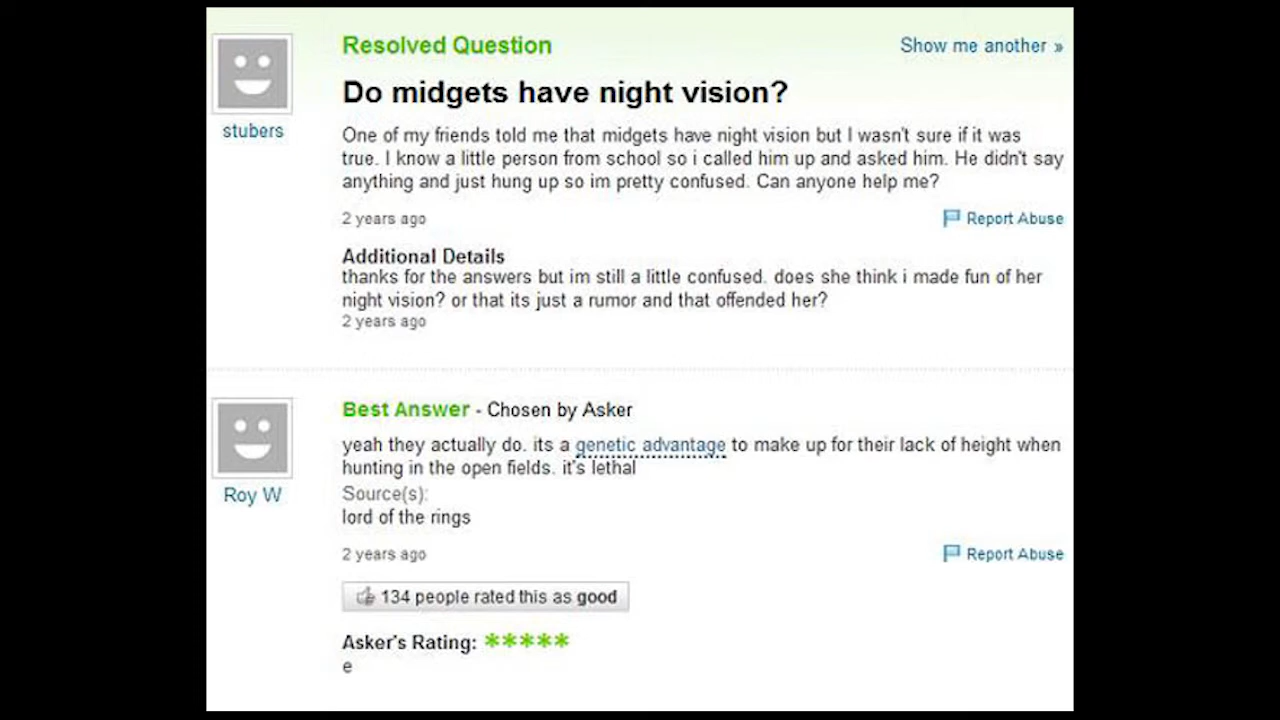 Resolved Question
Show me another »
Do midgets have night vision?
stubers
One of my friends told me that midgets have night vision but I wasn't sure if it was
true. I know a little person from school so i called him up and asked him. He didn't say
anything and just hung up so im pretty confused. Can anyone help me?
2 years ago
Report Abuse
Additional Details
thanks for the answers but im still a little confused. does she think i made fun of her
night vision? or that its just a rumor and that offended her?
2 years ago
Best Answer - Chosen by Asker
yeah they actually do. its a genetic advantage to make up for their lack of height when
hunting in the open fields. it's lethal
Roy W
Source(s):
lord of the rings
2 years ago
Report Abuse
134 people rated this as good
Asker's Rating: *****
e